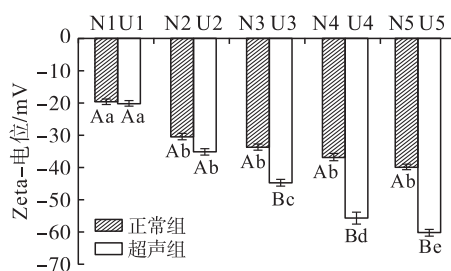 N1 U1 N2 U2 N3 U3 N4 U4 N5 U5
0
−10
−20
−30
−40
−50
−60
−70
Zeta-电位/mV
Aa Aa
Ab Ab
Ab Bc
Ab Bd
Ab Be
正常组
超声组